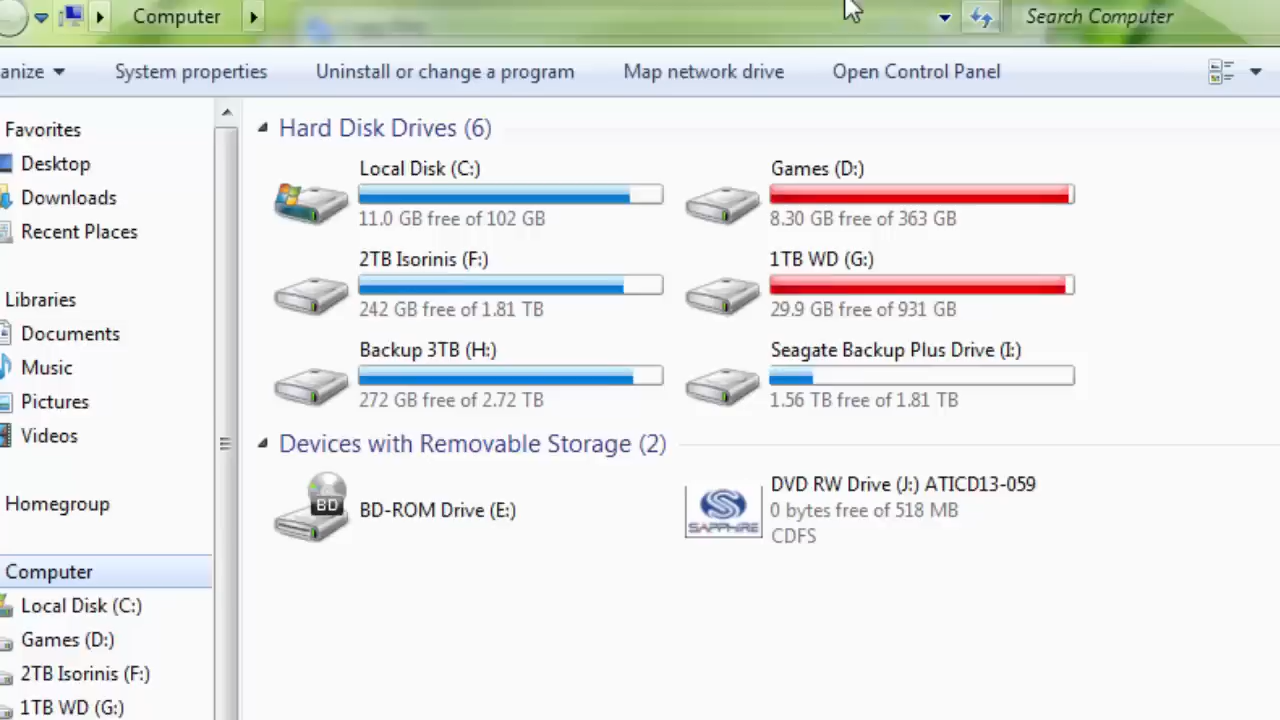 Computer
Search Computer
anize
System properties
Uninstall or change a program
Map network drive
Open Control Panel
Favorites
Desktop
Downloads
Recent Places
Libraries
Documents
Music
Pictures
Videos
Homegroup
Computer
Local Disk (C:)
Games (D:)
2TB Isorinis (F:)
1TB WD (G:)
Hard Disk Drives (6)
Local Disk (C:)
11.0 GB free of 102 GB
Games (D:)
8.30 GB free of 363 GB
2TB Isorinis (F:)
242 GB free of 1.81 TB
1TB WD (G:)
29.9 GB free of 931 GB
Backup 3TB (H:)
272 GB free of 2.72 TB
Seagate Backup Plus Drive (I:)
1.56 TB free of 1.81 TB
Devices with Removable Storage (2)
BD
BD-ROM Drive (E:)
SAPPHIRE
DVD RW Drive (J:) ATICD13-059
0 bytes free of 518 MB
CDFS